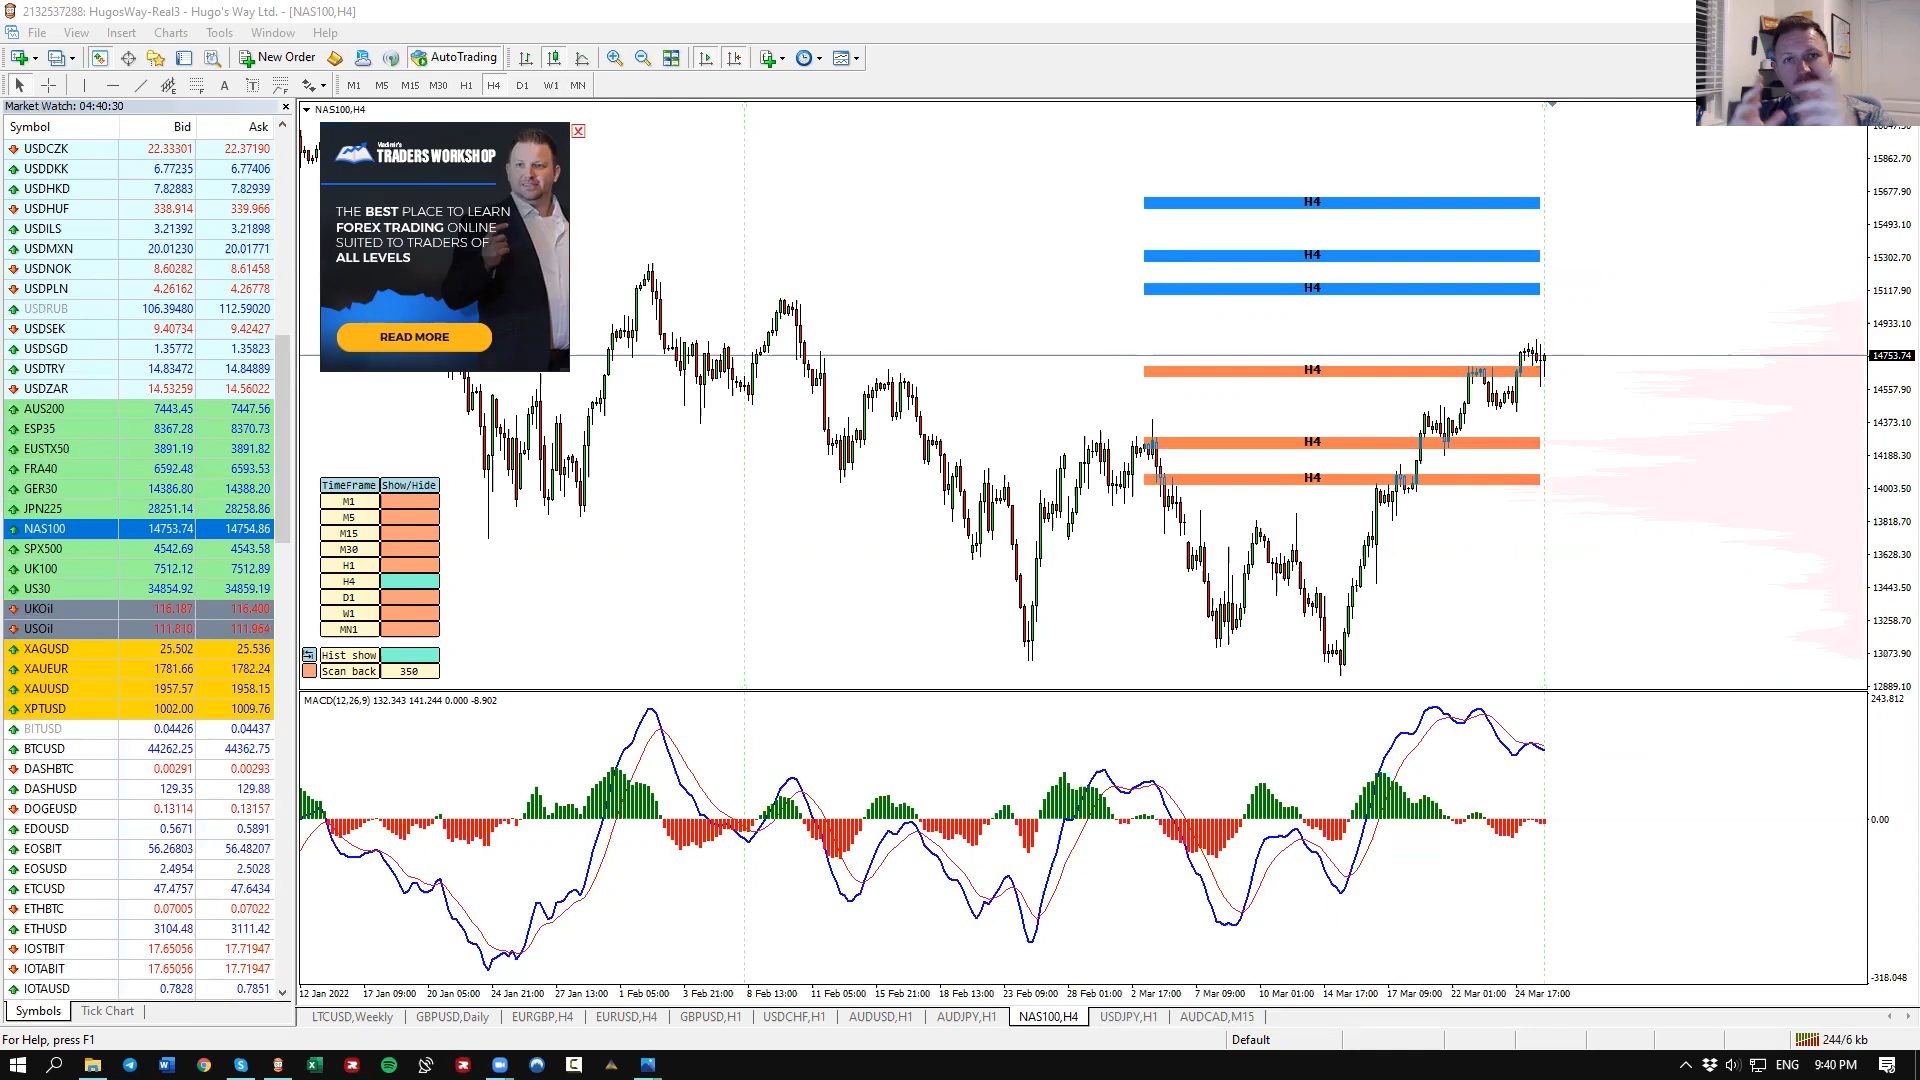 2132537288: HugosWay-Real3 - Hugo's Way Ltd. - [NAS100,H4]
File View Insert Charts Tools Window Help
New Order AutoTrading
A T M1 M5 M15 M30 H1 H4 D1 W1 MN
Market Watch: 04:40:30
Symbol Bid Ask
USDCZK 22.33301 22.37190
USDDKK 6.77235 6.77406
USDHKD 7.82883 7.82939
USDHUF 338.914 339.966
USDILS 3.21392 3.21898
USDMXN 20.01230 20.01771
USDNOK 8.60282 8.61458
USDPLN 4.26162 4.26778
USDRUB 106.39480 112.59020
USDSEK 9.40734 9.42427
USDSGD 1.35772 1.35823
USDTRY 14.83472 14.84889
USDZAR 14.53259 14.56022
AUS200 7443.45 7447.56
ESP35 8367.28 8370.73
EUSTX50 3891.19 3891.82
FRA40 6592.48 6593.53
GER30 14386.80 14388.20
JPN225 28251.14 28258.86
NAS100 14753.74 14754.86
SPX500 4542.69 4543.58
UK100 7512.12 7512.89
US30 34854.92 34859.19
UKOil 116.187 116.400
USOil 111.810 111.964
XAGUSD 25.502 25.536
XAUEUR 1781.66 1782.24
XAUUSD 1957.57 1958.15
XPTUSD 1002.00 1009.76
BITUSD 0.04426 0.04437
BTCUSD 44262.25 44362.75
DASHBTC 0.00291 0.00293
DASHUSD 129.35 129.88
DOGEUSD 0.13114 0.13157
EDOUSD 0.5671 0.5891
EOSBIT 56.26803 56.48207
EOSUSD 2.4954 2.5028
ETCUSD 47.4757 47.6434
ETHBTC 0.07005 0.07022
ETHUSD 3104.48 3111.42
IOSTBIT 17.65056 17.71947
IOTABIT 17.65056 17.71947
IOTAUSD 0.7828 0.7851
Symbols Tick Chart
NAS100,H4
Vladimir's
TRADERS WORKSHOP
THE BEST PLACE TO LEARN
FOREX TRADING ONLINE
SUITED TO TRADERS OF
ALL LEVELS
READ MORE
H4
H4
H4
H4
H4
H4
TimeFrame Show/Hide
M1
M5
M15
M30
H1
H4
D1
W1
MN1
Hist show
Scan back 350
15862.70
15677.90
15493.10
15302.70
15117.90
14933.10
14753.74
14557.90
14373.10
14188.30
14003.50
13818.70
13628.30
13443.50
13258.70
13073.90
12889.10
MACD(12,26,9) 132.343 141.244 0.000 -8.902
243.812
0.00
-318.048
12 Jan 2022 17 Jan 09:00 20 Jan 05:00 24 Jan 21:00 27 Jan 13:00 1 Feb 05:00 3 Feb 21:00 8 Feb 13:00 11 Feb 05:00 15 Feb 21:00 18 Feb 13:00 23 Feb 09:00 28 Feb 01:00 2 Mar 17:00 7 Mar 09:00 10 Mar 01:00 14 Mar 17:00 17 Mar 09:00 22 Mar 01:00 24 Mar 17:00
LTCUSD,Weekly GBPUSD,Daily EURGBP,H4 EURUSD,H4 GBPUSD,H1 USDCHF,H1 AUDUSD,H1 AUDJPY,H1 NAS100,H4 USDJPY,H1 AUDCAD,M15
For Help, press F1 Default 244/6 kb
ENG 9:40 PM